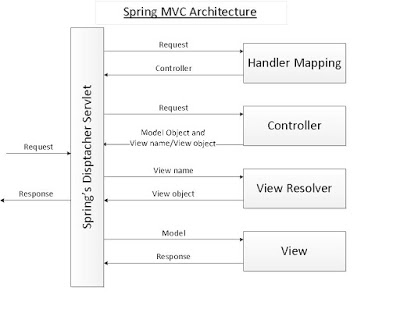 Spring MVC Architecture
Request
Handler Mapping
Controller
Request
Controller
Model Object and
View name/View object
Request
Spring's Disptacher Servlet
View name
View Resolver
Response
View object
Model
View
Response